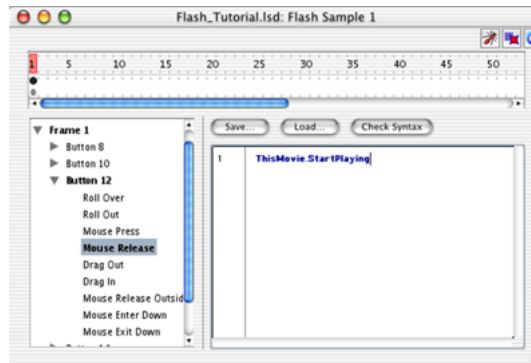 Flash_Tutorial.lsd: Flash Sample 1
1 5 10 15 20 25 30 35 40 45 50
Save... Load... Check Syntax
Frame 1
Button 8
Button 10
Button 12
Roll Over
Roll Out
Mouse Press
Mouse Release
Drag Out
Drag In
Mouse Release Outsid
Mouse Enter Down
Mouse Exit Down
1 ThisMovie.StartPlaying